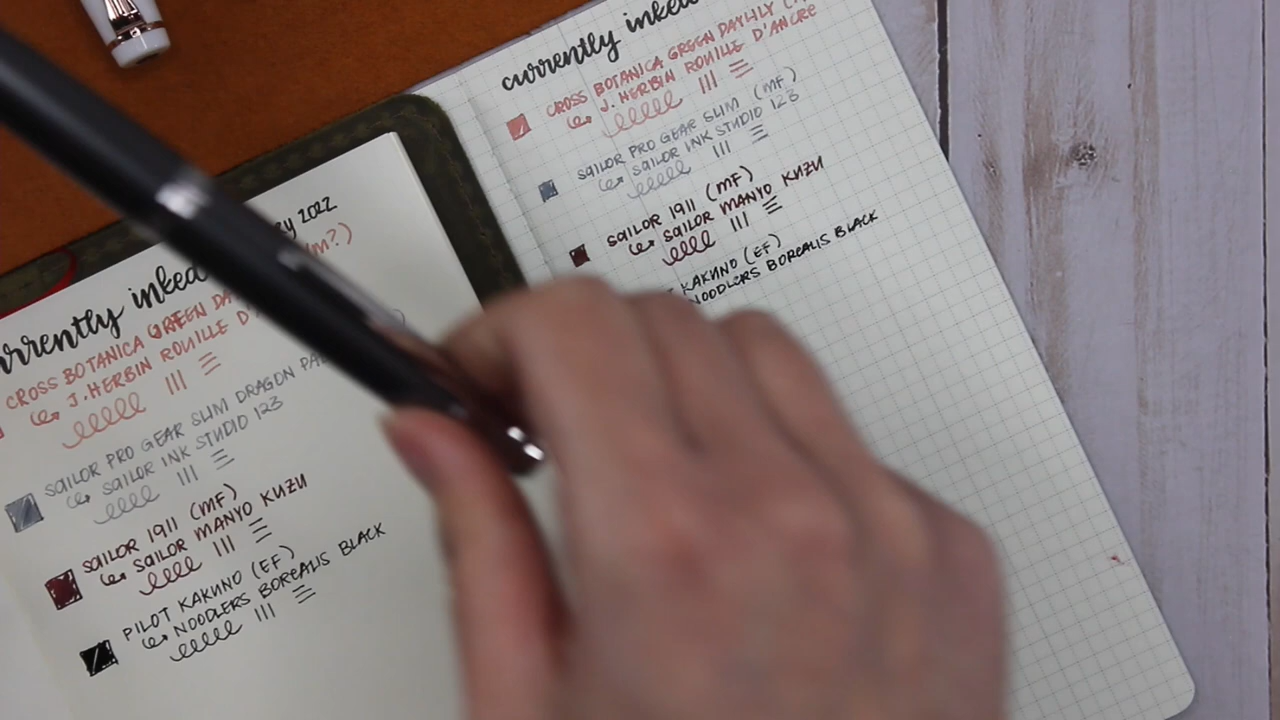 currently inked
CROSS BOTANICA GREEN DAYLILY
↳ J. HERBIN ROUILLE D'ANCRE
SAILOR PRO GEAR SLIM (MF)
↳ SAILOR INK STUDIO 123
SAILOR 1911 (MF)
↳ SAILOR MANYO KUZU
KAKUNO (EF)
NOODLERS BOREALIS BLACK
2022
currently inked
CROSS BOTANICA GREEN
↳ J. HERBIN ROUILLE
SAILOR PRO GEAR SLIM DRAGON
↳ SAILOR INK STUDIO 123
SAILOR 1911 (MF)
↳ SAILOR MANYO KUZU
PILOT KAKUNO (EF)
↳ NOODLERS BOREALIS BLACK